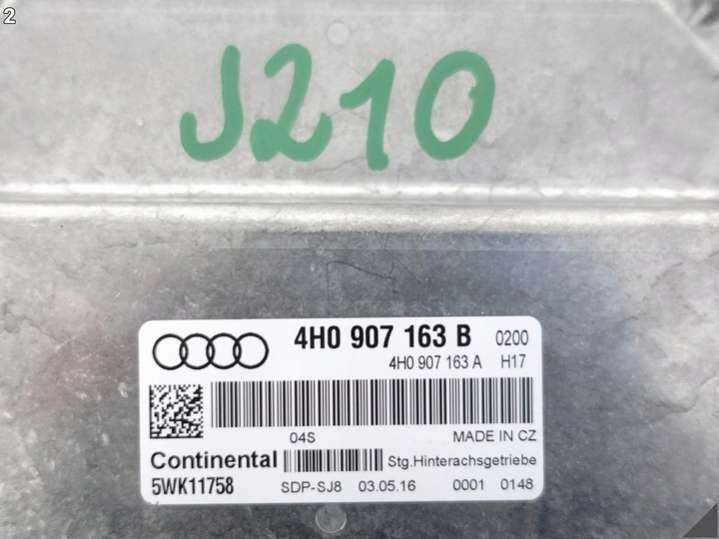 2
J210
4H0 907 163 B 0200
4H0 907 163 A H17
04S MADE IN CZ
Continental Stg.Hinterachsgetriebe
5WK11758 SDP-SJ8 03.05.16 0001 0148